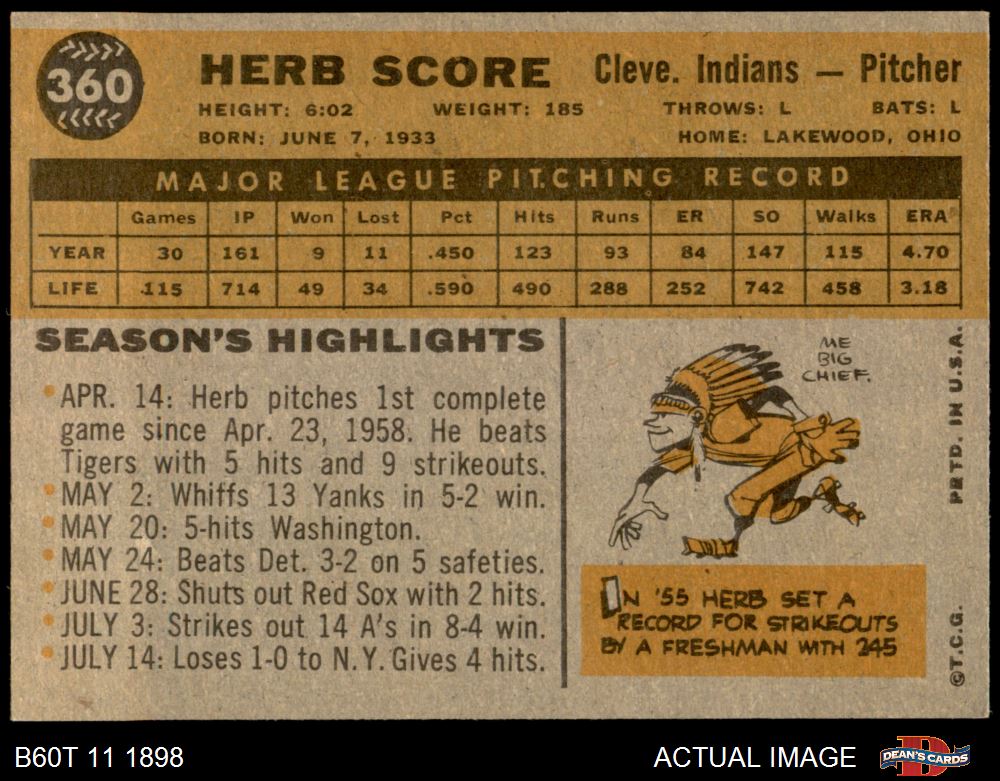 360
HERB SCORE
Cleve. Indians — Pitcher
HEIGHT: 6:02 WEIGHT: 185 THROWS: L BATS: L
BORN: JUNE 7, 1933 HOME: LAKEWOOD, OHIO
MAJOR LEAGUE PITCHING RECORD
Games IP Won Lost Pct Hits Runs ER SO Walks ERA
YEAR 30 161 9 11 .450 123 93 84 147 115 4.70
LIFE 115 714 49 34 .590 490 288 252 742 458 3.18
SEASON'S HIGHLIGHTS
APR. 14: Herb pitches 1st complete
game since Apr. 23, 1958. He beats
Tigers with 5 hits and 9 strikeouts.
MAY 2: Whiffs 13 Yanks in 5-2 win.
MAY 20: 5-hits Washington.
MAY 24: Beats Det. 3-2 on 5 safeties.
JUNE 28: Shuts out Red Sox with 2 hits.
JULY 3: Strikes out 14 A's in 8-4 win.
JULY 14: Loses 1-0 to N.Y. Gives 4 hits.
ME
BIG
CHIEF.
IN '55 HERB SET A
RECORD FOR STRIKEOUTS
BY A FRESHMAN WITH 245
©T.C.G. PRTD. IN U.S.A.
B60T 11 1898
ACTUAL IMAGE
DEAN'S CARDS